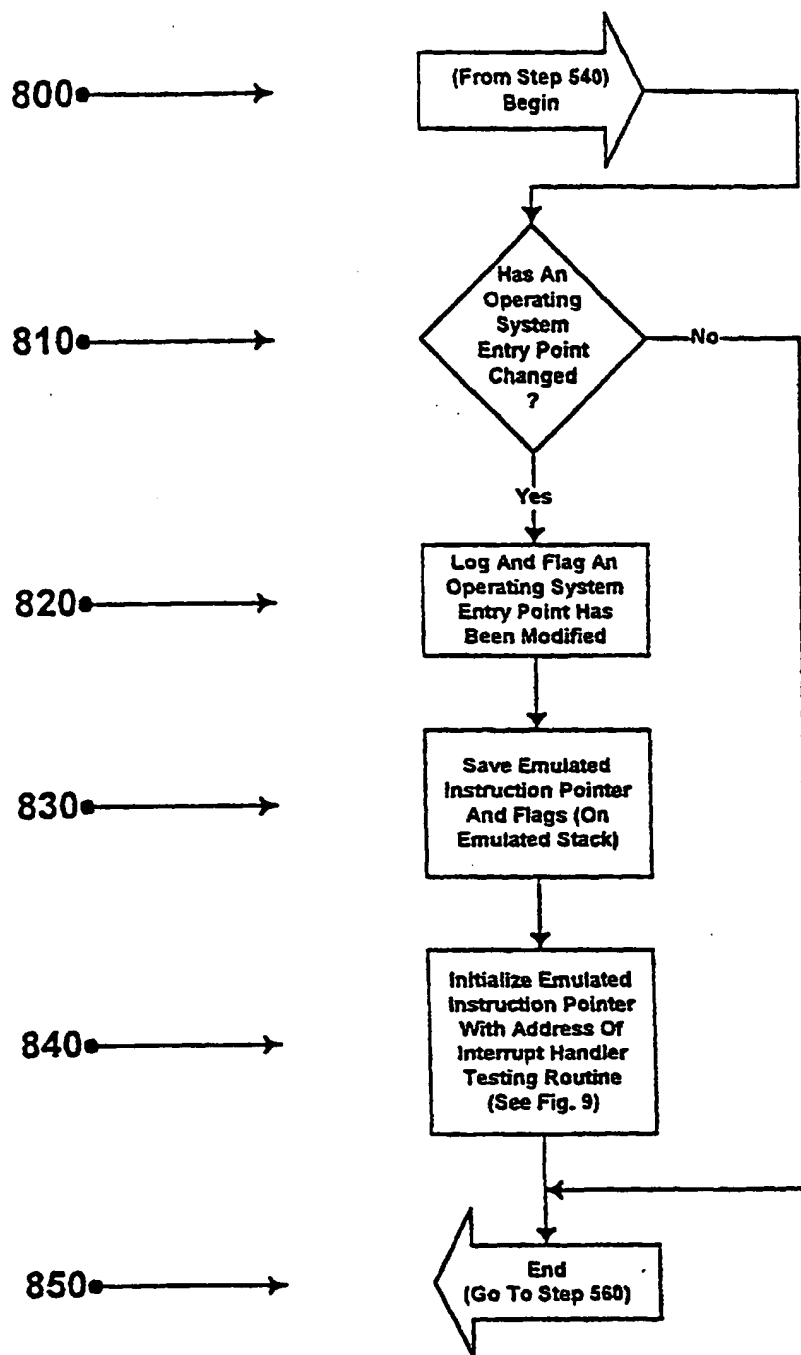 800
(From Step 540)
Begin
810
Has An
Operating
System
Entry Point
Changed
?
No
Yes
820
Log And Flag An
Operating System
Entry Point Has
Been Modified
830
Save Emulated
Instruction Pointer
And Flags (On
Emulated Stack)
840
Initialize Emulated
Instruction Pointer
With Address Of
Interrupt Handler
Testing Routine
(See Fig. 9)
850
End
(Go To Step 560)